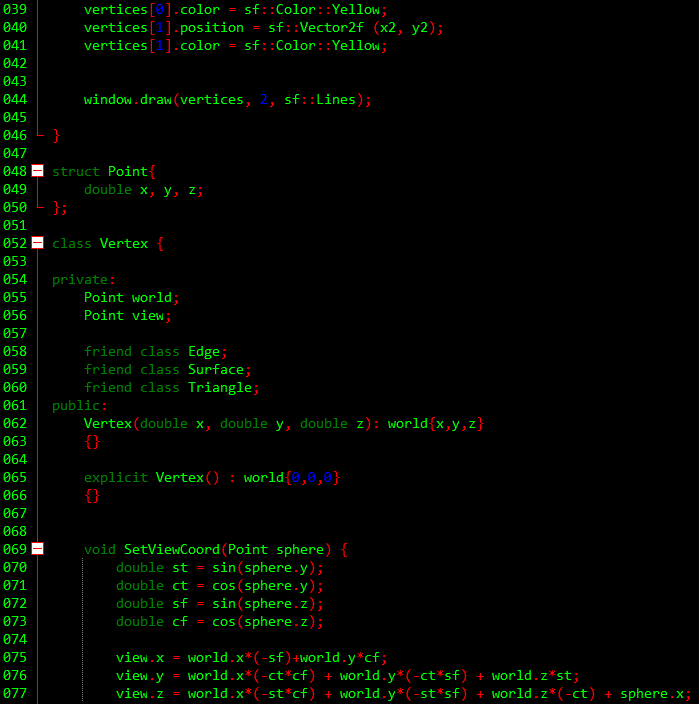 039 vertices[0].color = sf::Color::Yellow;
040 vertices[1].position = sf::Vector2f (x2, y2);
041 vertices[1].color = sf::Color::Yellow;
042
043
044 window.draw(vertices, 2, sf::Lines);
045
046 }
047
048 struct Point{
049 double x, y, z;
050 };
051
052 class Vertex {
053
054 private:
055 Point world;
056 Point view;
057
058 friend class Edge;
059 friend class Surface;
060 friend class Triangle;
061 public:
062 Vertex(double x, double y, double z): world{x,y,z}
063 {}
064
065 explicit Vertex() : world{0,0,0}
066 {}
067
068
069 void SetViewCoord(Point sphere) {
070 double st = sin(sphere.y);
071 double ct = cos(sphere.y);
072 double sf = sin(sphere.z);
073 double cf = cos(sphere.z);
074
075 view.x = world.x*(-sf)+world.y*cf;
076 view.y = world.x*(-ct*cf) + world.y*(-ct*sf) + world.z*st;
077 view.z = world.x*(-st*cf) + world.y*(-st*sf) + world.z*(-ct) + sphere.x;